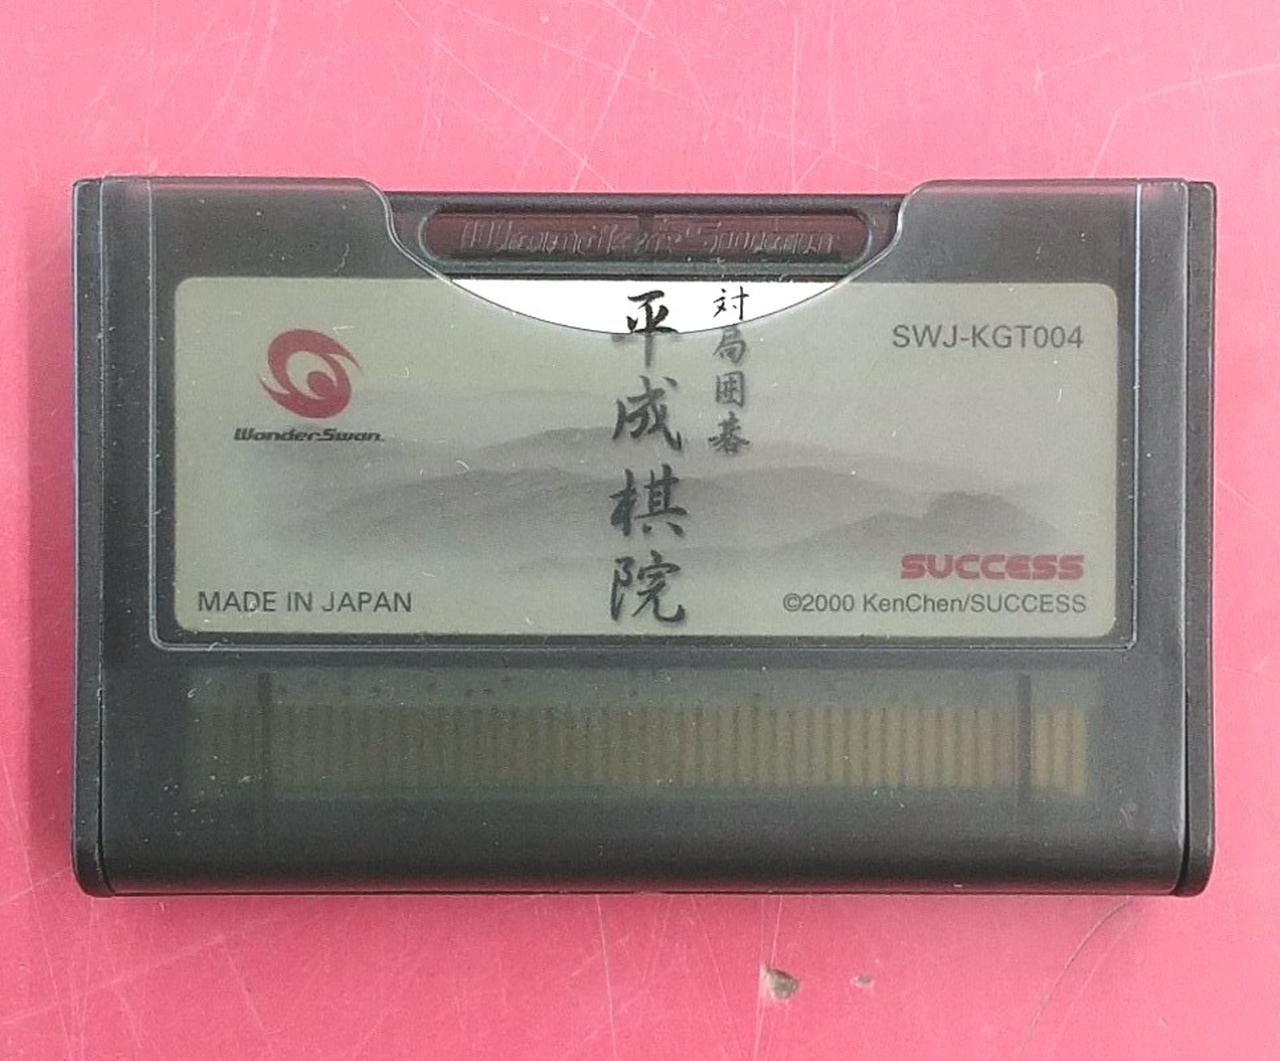 WonderSwan
対局囲碁
平成棋院
SWJ-KGT004
WonderSwan
SUCCESS
MADE IN JAPAN
©2000 KenChen/SUCCESS